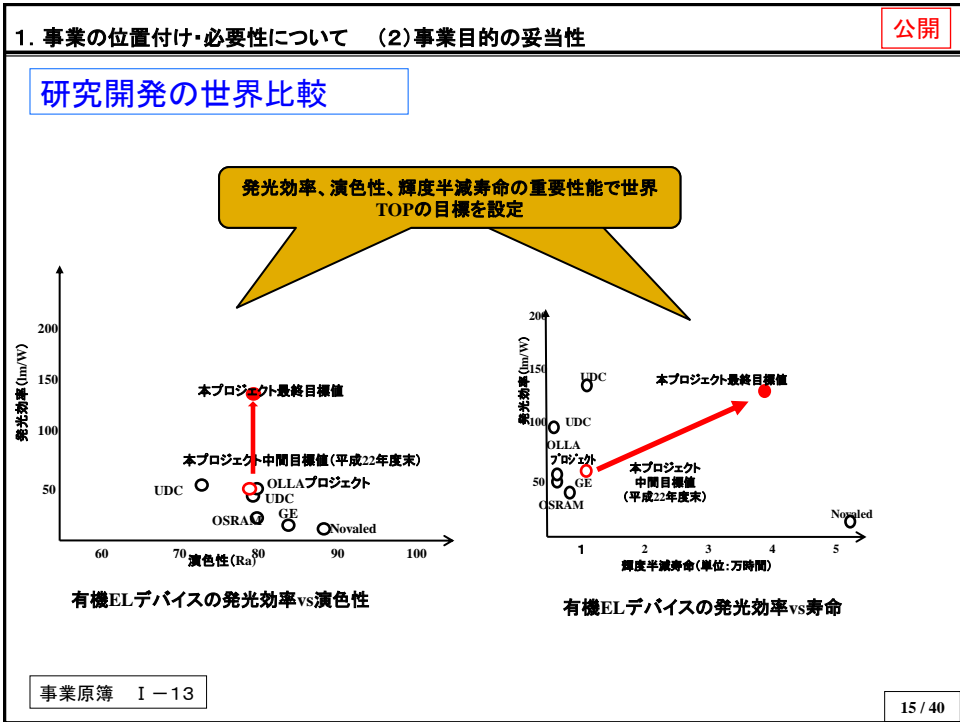 1．事業の位置付け・必要性について　（2）事業目的の妥当性
公開
研究開発の世界比較
発光効率、演色性、輝度半減寿命の重要性能で世界
TOPの目標を設定
発光効率(lm/W)
200
150
100
50
本プロジェクト最終目標値
本プロジェクト中間目標値（平成22年度末）
UDC
OLLAプロジェクト
UDC
OSRAM
GE
Novaled
60
70
80
90
100
演色性(Ra)
有機ELデバイスの発光効率vs演色性
発光効率(lm/W)
200
150
100
50
UDC
本プロジェクト最終目標値
UDC
OLLA
プロジェクト
GE
OSRAM
本プロジェクト
中間目標値
（平成22年度末）
Novaled
1
2
3
4
5
輝度半減寿命(単位:万時間)
有機ELデバイスの発光効率vs寿命
事業原簿　Ⅰ－13
15 / 40